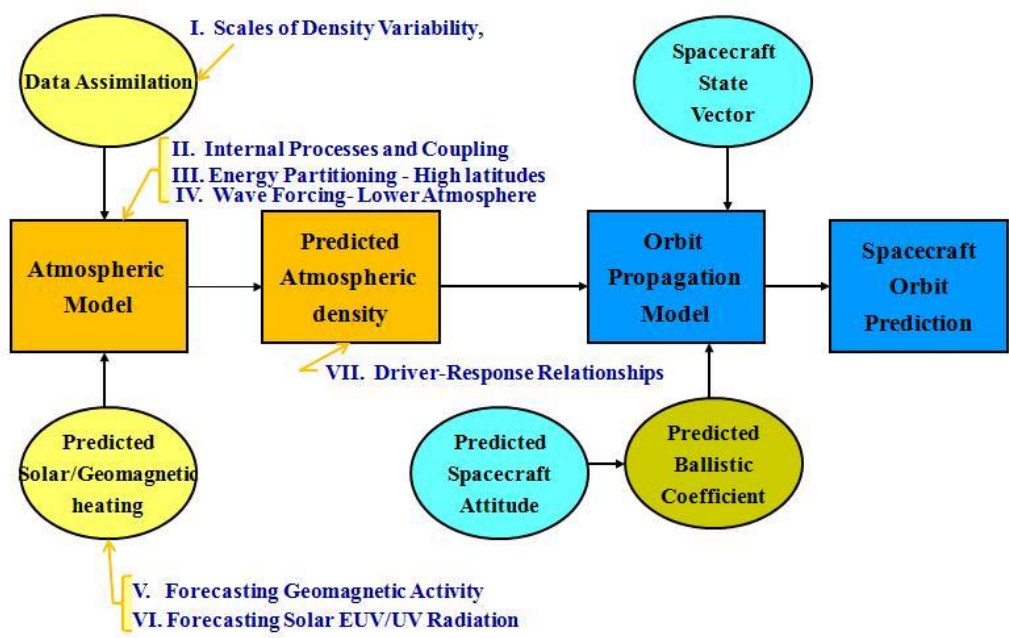 I. Scales of Density Variability,
Data Assimilation
Spacecraft
State
Vector
II. Internal Processes and Coupling
III. Energy Partitioning - High latitudes
IV. Wave Forcing- Lower Atmosphere
Atmospheric
Model
Predicted
Atmospheric
density
Orbit
Propagation
Model
Spacecraft
Orbit
Prediction
VII. Driver-Response Relationships
Predicted
Solar/Geomagnetic
heating
Predicted
Spacecraft
Attitude
Predicted
Ballistic
Coefficient
V. Forecasting Geomagnetic Activity
VI. Forecasting Solar EUV/UV Radiation